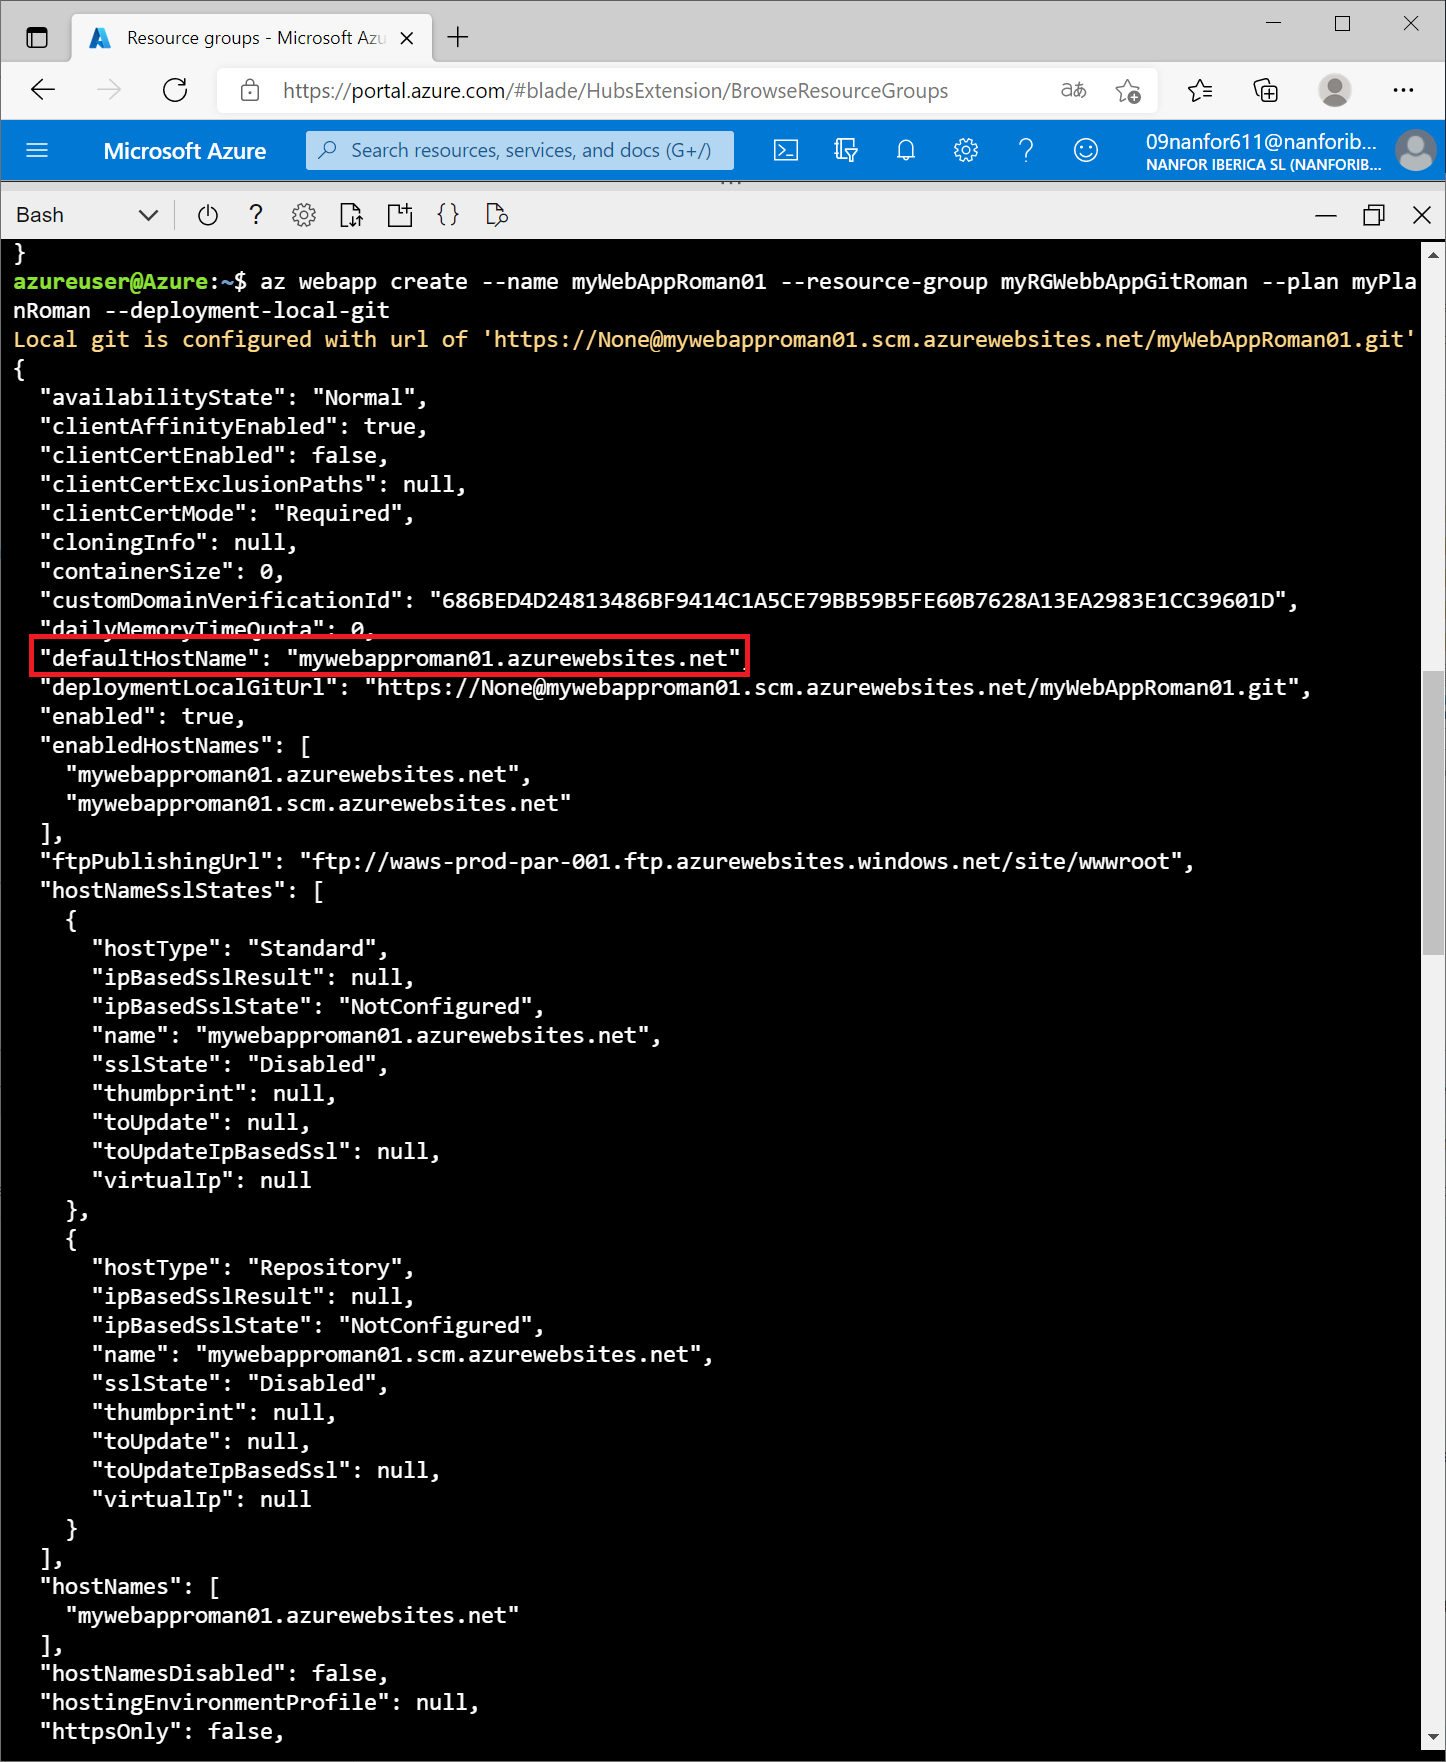 Resource groups - Microsoft Azu
https://portal.azure.com/#blade/HubsExtension/BrowseResourceGroups
aあ
Microsoft Azure
Search resources, services, and docs (G+/)
09nanfor611@nanforib...
NANFOR IBERICA SL (NANFORIB...
Bash
}
azureuser@Azure:~$ az webapp create --name myWebAppRoman01 --resource-group myRGWebbAppGitRoman --plan myPla
nRoman --deployment-local-git
Local git is configured with url of 'https://None@mywebapproman01.scm.azurewebsites.net/myWebAppRoman01.git'
{
  "availabilityState": "Normal",
  "clientAffinityEnabled": true,
  "clientCertEnabled": false,
  "clientCertExclusionPaths": null,
  "clientCertMode": "Required",
  "cloningInfo": null,
  "containerSize": 0,
  "customDomainVerificationId": "686BED4D24813486BF9414C1A5CE79BB59B5FE60B7628A13EA2983E1CC39601D",
  "dailyMemoryTimeQuota": 0,
  "defaultHostName": "mywebapproman01.azurewebsites.net",
  "deploymentLocalGitUrl": "https://None@mywebapproman01.scm.azurewebsites.net/myWebAppRoman01.git",
  "enabled": true,
  "enabledHostNames": [
    "mywebapproman01.azurewebsites.net",
    "mywebapproman01.scm.azurewebsites.net"
  ],
  "ftpPublishingUrl": "ftp://waws-prod-par-001.ftp.azurewebsites.windows.net/site/wwwroot",
  "hostNameSslStates": [
    {
      "hostType": "Standard",
      "ipBasedSslResult": null,
      "ipBasedSslState": "NotConfigured",
      "name": "mywebapproman01.azurewebsites.net",
      "sslState": "Disabled",
      "thumbprint": null,
      "toUpdate": null,
      "toUpdateIpBasedSsl": null,
      "virtualIp": null
    },
    {
      "hostType": "Repository",
      "ipBasedSslResult": null,
      "ipBasedSslState": "NotConfigured",
      "name": "mywebapproman01.scm.azurewebsites.net",
      "sslState": "Disabled",
      "thumbprint": null,
      "toUpdate": null,
      "toUpdateIpBasedSsl": null,
      "virtualIp": null
    }
  ],
  "hostNames": [
    "mywebapproman01.azurewebsites.net"
  ],
  "hostNamesDisabled": false,
  "hostingEnvironmentProfile": null,
  "httpsOnly": false,